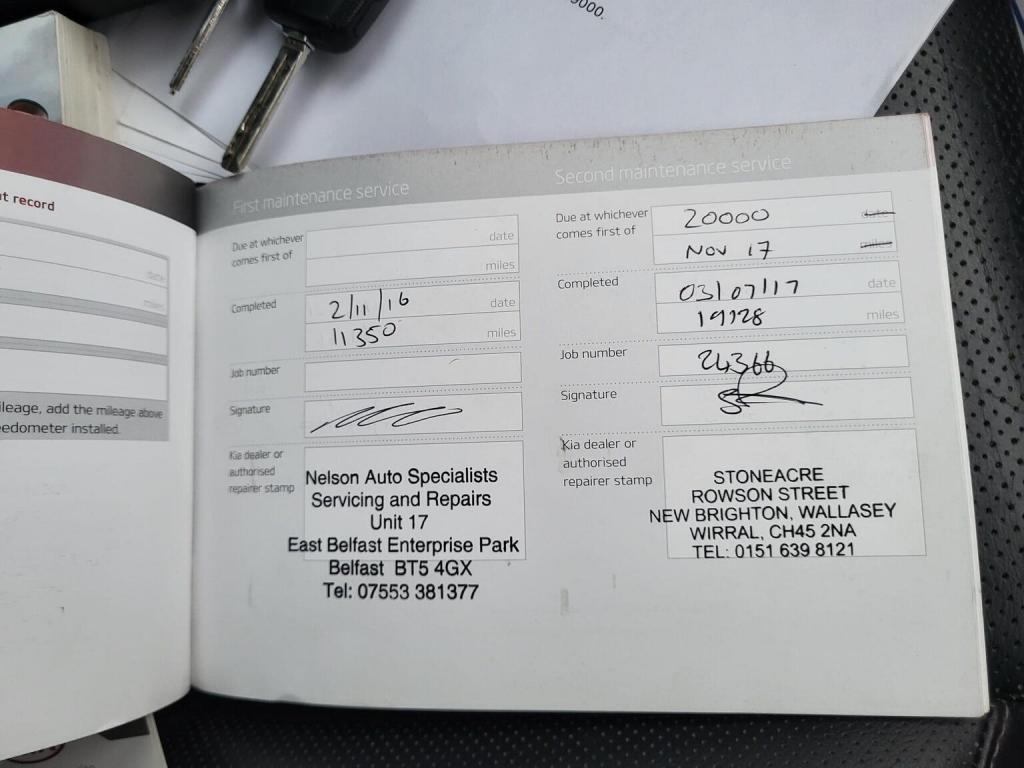 3000.
t record
date
miles
ileage, add the mileage above
eedometer installed.
First maintenance service
Due at whichever
comes first of
date
miles
Completed
2/11/16 date
11350 miles
Job number
Signature
Kia dealer or
authorised
repairer stamp
Nelson Auto Specialists
Servicing and Repairs
Unit 17
East Belfast Enterprise Park
Belfast BT5 4GX
Tel: 07553 381377
Second maintenance service
Due at whichever
comes first of
20000 date
Nov 17 miles
Completed
03/07/17 date
19128 miles
Job number
24366
Signature
Kia dealer or
authorised
repairer stamp
STONEACRE
ROWSON STREET
NEW BRIGHTON, WALLASEY
WIRRAL, CH45 2NA
TEL: 0151 639 8121